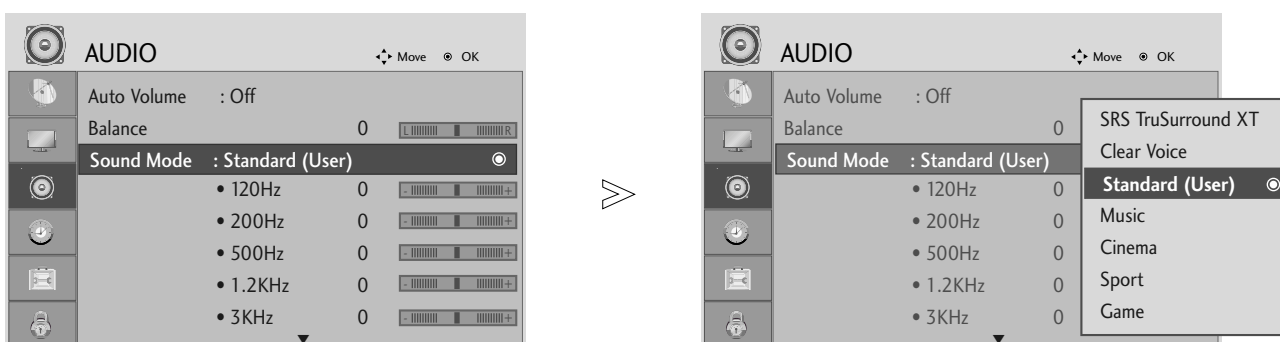 AUDIO Move OK
Auto Volume : Off
Balance 0 L R
Sound Mode : Standard (User)
• 120Hz 0 - +
• 200Hz 0 - +
• 500Hz 0 - +
• 1.2KHz 0 - +
• 3KHz 0 - +
AUDIO Move OK
Auto Volume : Off
Balance 0
Sound Mode : Standard (User)
• 120Hz 0
• 200Hz 0
• 500Hz 0
• 1.2KHz 0
• 3KHz 0
SRS TruSurround XT
Clear Voice
Standard (User)
Music
Cinema
Sport
Game